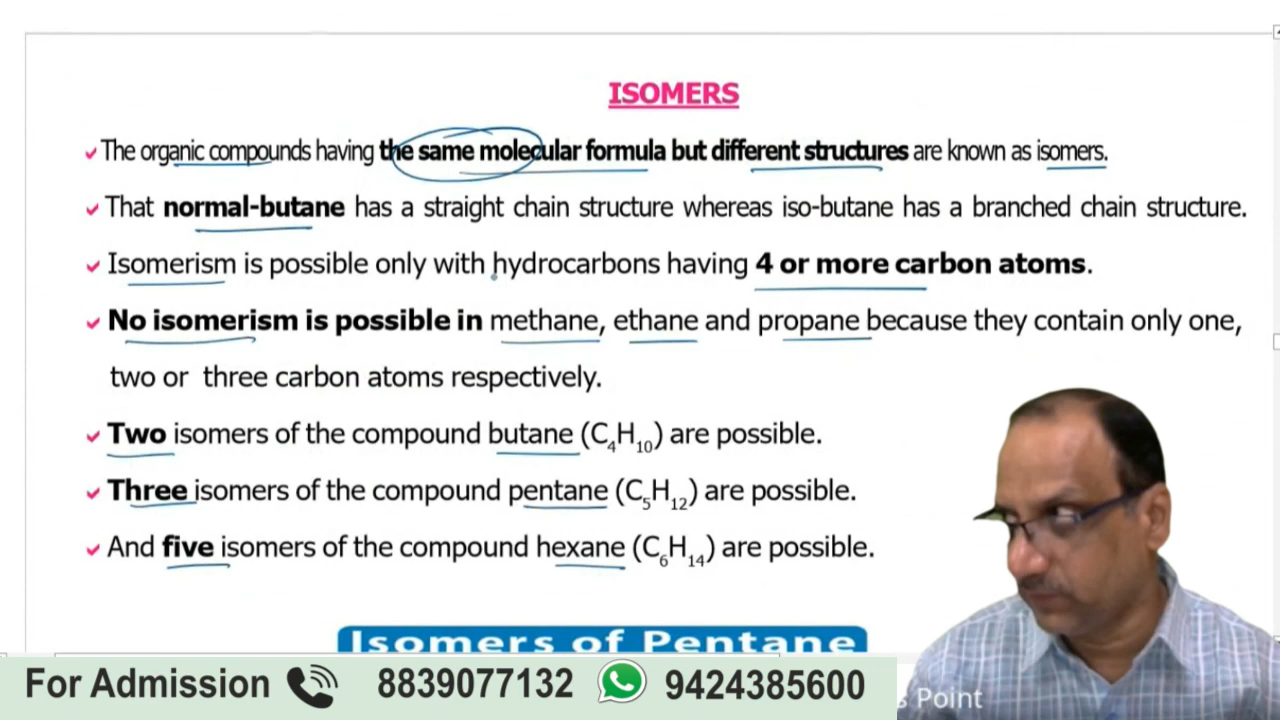 ISOMERS
The organic compounds having the same molecular formula but different structures are known as isomers.
That normal-butane has a straight chain structure whereas iso-butane has a branched chain structure.
Isomerism is possible only with hydrocarbons having 4 or more carbon atoms.
No isomerism is possible in methane, ethane and propane because they contain only one,
two or three carbon atoms respectively.
Two isomers of the compound butane (C₄H₁₀) are possible.
Three isomers of the compound pentane (C₅H₁₂) are possible.
And five isomers of the compound hexane (C₆H₁₄) are possible.
Isomers of Pentane
For Admission 8839077132 9424385600
s Point